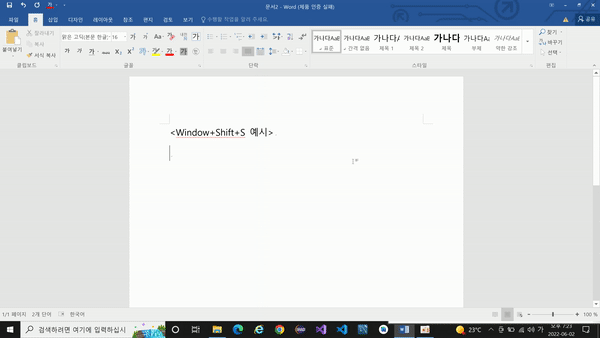 문서2 - Word (제품 인증 실패)
파일 홈 삽입 디자인 레이아웃 참조 편지 검토 보기 수행할 작업을 알려 주세요. 공유
붙여넣기 잘라내기 복사 서식 복사
맑은 고딕(본문 한글) 16
가나다AaE 가나다AaE 가나다 가나다AaE 가나다 가나다Aa 가나다AaE
표준 간격 없음 제목 1 제목 2 제목 부제 약한 강조
찾기 바꾸기 선택
클립보드 글꼴 단락 스타일 편집
<Window+Shift+S 예시>
1/1 페이지 2개 단어 한국어 100 %
검색하려면 여기에 입력하십시 23°C 가 오후 7:23
2022-06-02